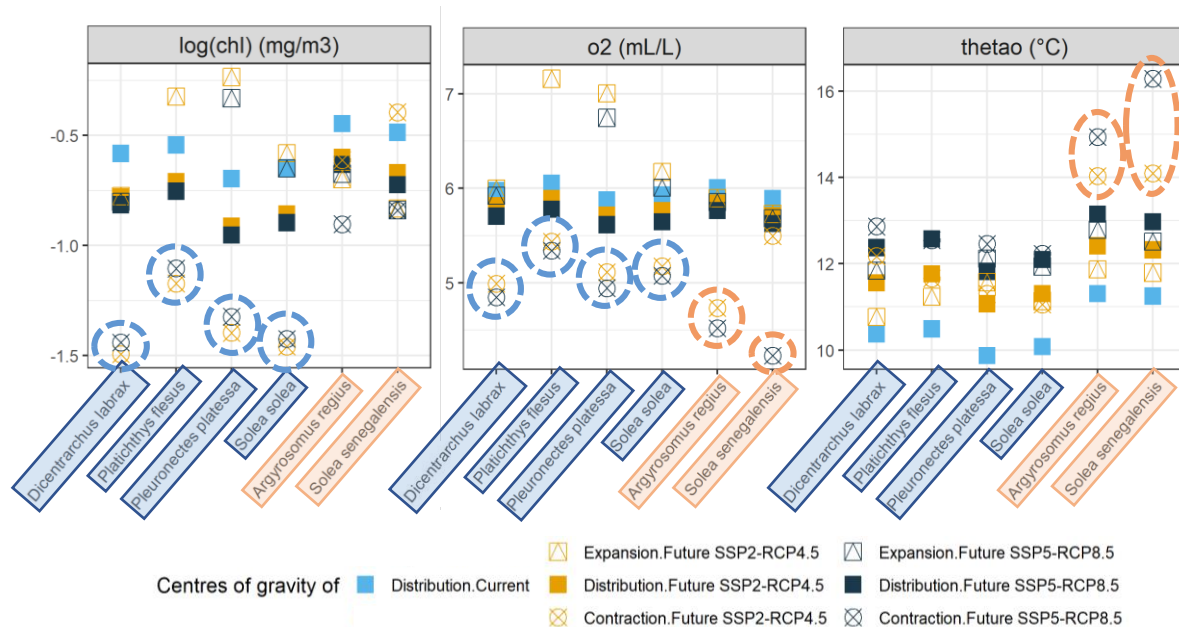 log(chl) (mg/m3)
o2 (mL/L)
thetao (°C)
-0.5
-1.0
-1.5
7
6
5
16
14
12
10
Dicentrarchus labrax
Platichthys flesus
Pleuronectes platessa
Solea solea
Argyrosomus regius
Solea senegalensis
Dicentrarchus labrax
Platichthys flesus
Pleuronectes platessa
Solea solea
Argyrosomus regius
Solea senegalensis
Dicentrarchus labrax
Platichthys flesus
Pleuronectes platessa
Solea solea
Argyrosomus regius
Solea senegalensis
Expansion.Future SSP2-RCP4.5 Expansion.Future SSP5-RCP8.5
Centres of gravity of Distribution.Current Distribution.Future SSP2-RCP4.5 Distribution.Future SSP5-RCP8.5
Contraction.Future SSP2-RCP4.5 Contraction.Future SSP5-RCP8.5